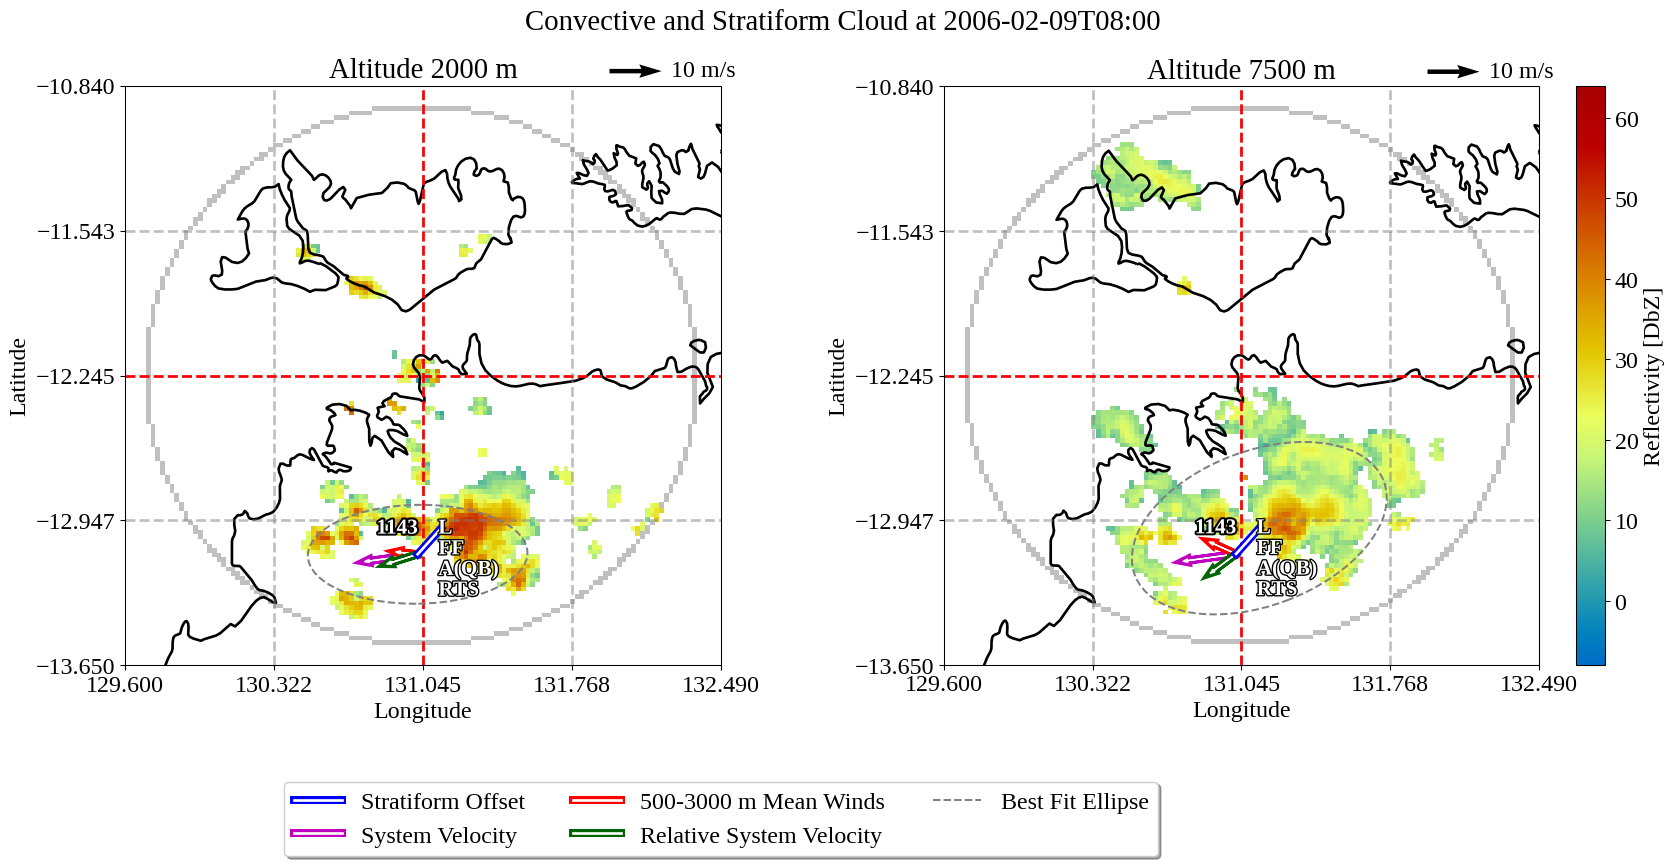 Convective and Stratiform Cloud at 2006-02-09T08:00
Altitude 2000 m
10 m/s
Altitude 7500 m
10 m/s
−10.840
−11.543
−12.245
−12.947
−13.650
Latitude
129.600
130.322
131.045
131.768
132.490
Longitude
1143
L
FF
A(QB)
RTS
−10.840
−11.543
−12.245
−12.947
−13.650
Latitude
129.600
130.322
131.045
131.768
132.490
Longitude
1143
L
FF
A(QB)
RTS
60
50
40
30
20
10
0
Reflectivity [DbZ]
Stratiform Offset
System Velocity
500-3000 m Mean Winds
Relative System Velocity
Best Fit Ellipse